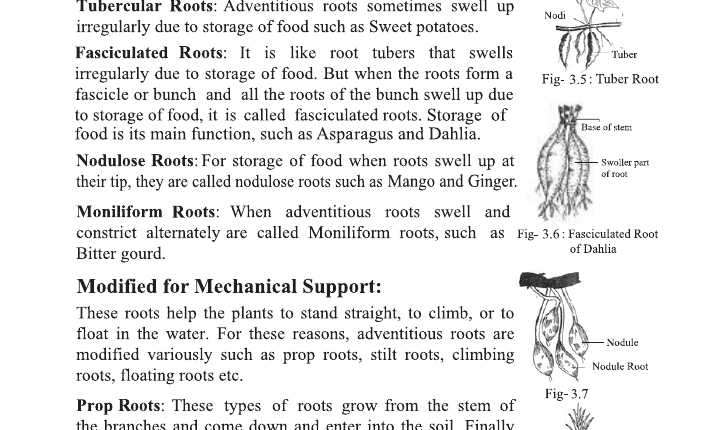 Tubercular Roots: Adventitious roots sometimes swell up
irregularly due to storage of food such as Sweet potatoes.
Fasciculated Roots: It is like root tubers that swells
irregularly due to storage of food. But when the roots form a
fascicle or bunch and all the roots of the bunch swell up due
to storage of food, it is called fasciculated roots. Storage of
food is its main function, such as Asparagus and Dahlia.
Nodulose Roots: For storage of food when roots swell up at
their tip, they are called nodulose roots such as Mango and Ginger.
Moniliform Roots: When adventitious roots swell and
constrict alternately are called Moniliform roots, such as
Bitter gourd.
Modified for Mechanical Support:
These roots help the plants to stand straight, to climb, or to
float in the water. For these reasons, adventitious roots are
modified variously such as prop roots, stilt roots, climbing
roots, floating roots etc.
Prop Roots: These types of roots grow from the stem of
the branches and come down and enter into the soil. Finally
Nodi
Tuber
Fig- 3.5: Tuber Root
Base of stem
Swoller part
of root
Fig- 3.6: Fasciculated Root
of Dahlia
Nodule
Nodule Root
Fig- 3.7